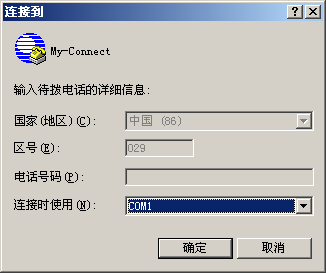 连接到
My-Connect
输入待拨电话的详细信息:
国家(地区)(C): 中国 (86)
区号(E): 029
电话号码(P):
连接时使用(N): COM1
确定 取消